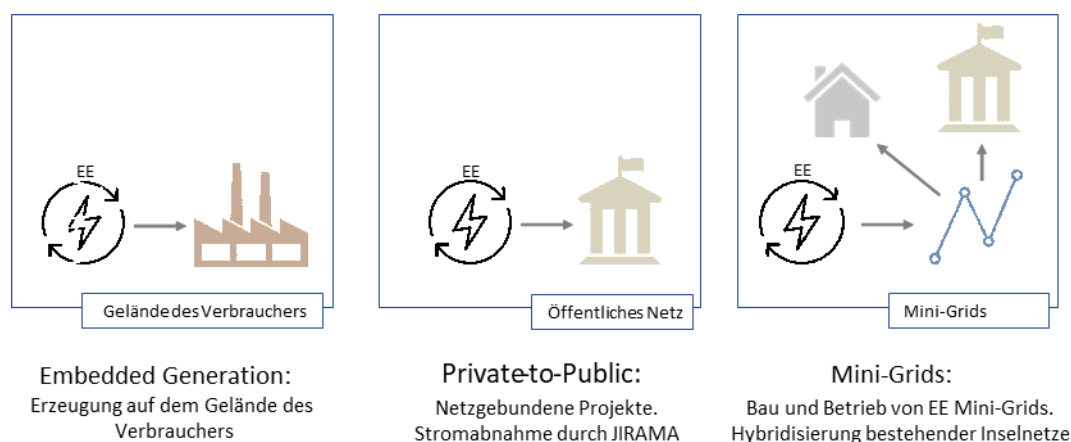 EE
Gelände des Verbrauchers
Embedded Generation:
Erzeugung auf dem Gelände des
Verbrauchers
EE
Öffentliches Netz
Private-to-Public:
Netzgebundene Projekte.
Stromabnahme durch JIRAMA
EE
Mini-Grids
Mini-Grids:
Bau und Betrieb von EE Mini-Grids.
Hybridisierung bestehender Inselnetze